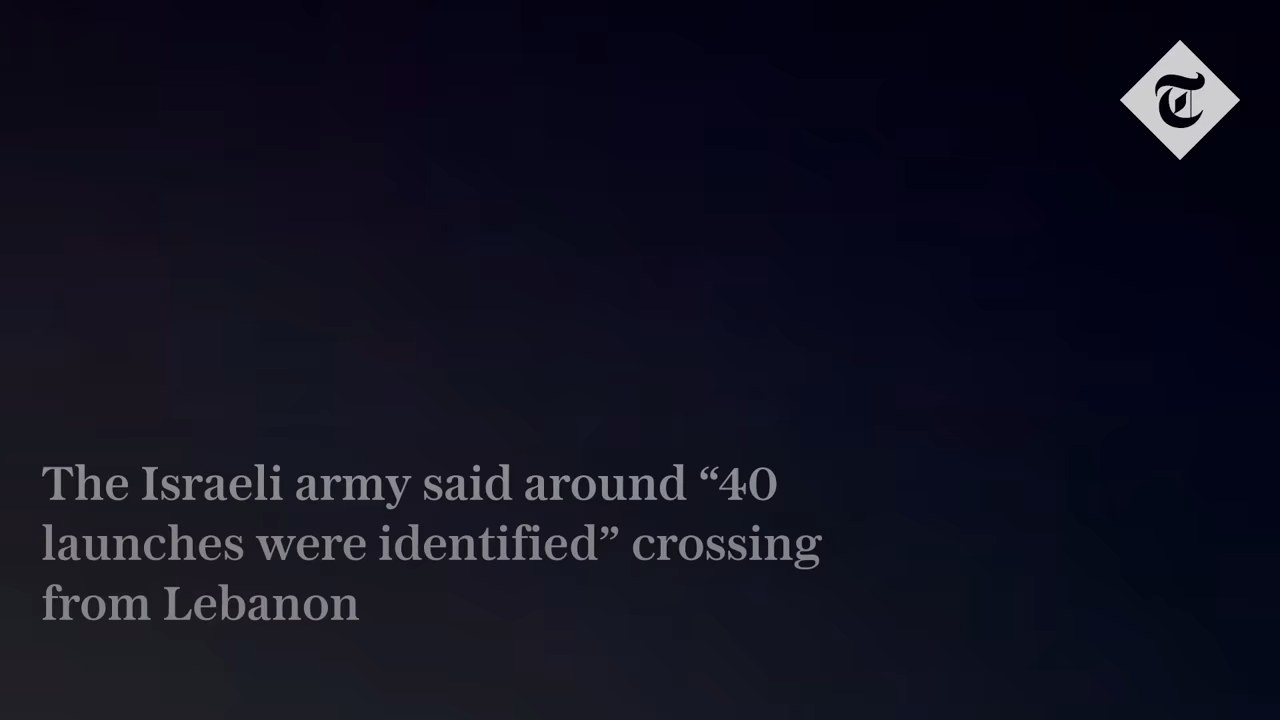 T
The Israeli army said around “40
launches were identified” crossing
from Lebanon